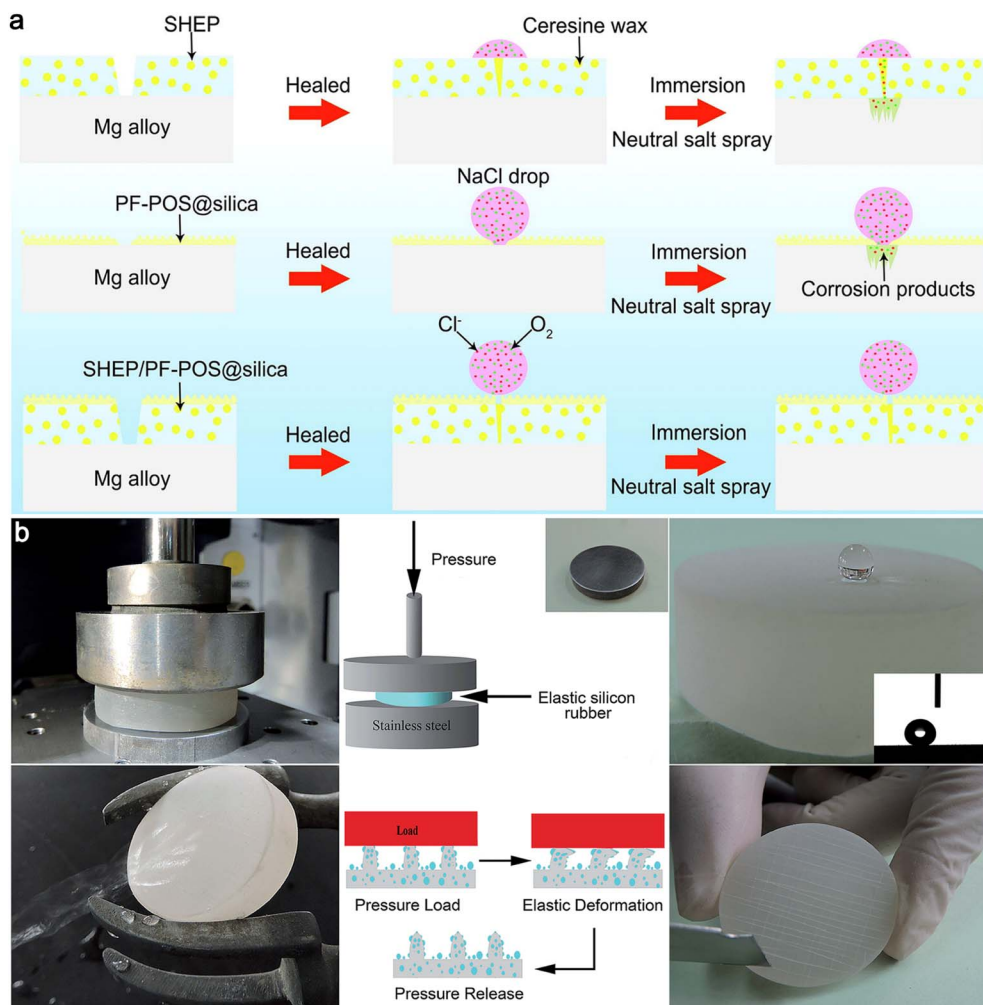 a
SHEP
Ceresine wax
Healed
Immersion
Mg alloy
Neutral salt spray
NaCl drop
PF-POS@silica
Healed
Immersion
Mg alloy
Neutral salt spray
Corrosion products
Cl⁻
O₂
SHEP/PF-POS@silica
Healed
Immersion
Mg alloy
Neutral salt spray
b
Pressure
Elastic silicon
rubber
Stainless steel
Load
Pressure Load
Elastic Deformation
Pressure Release